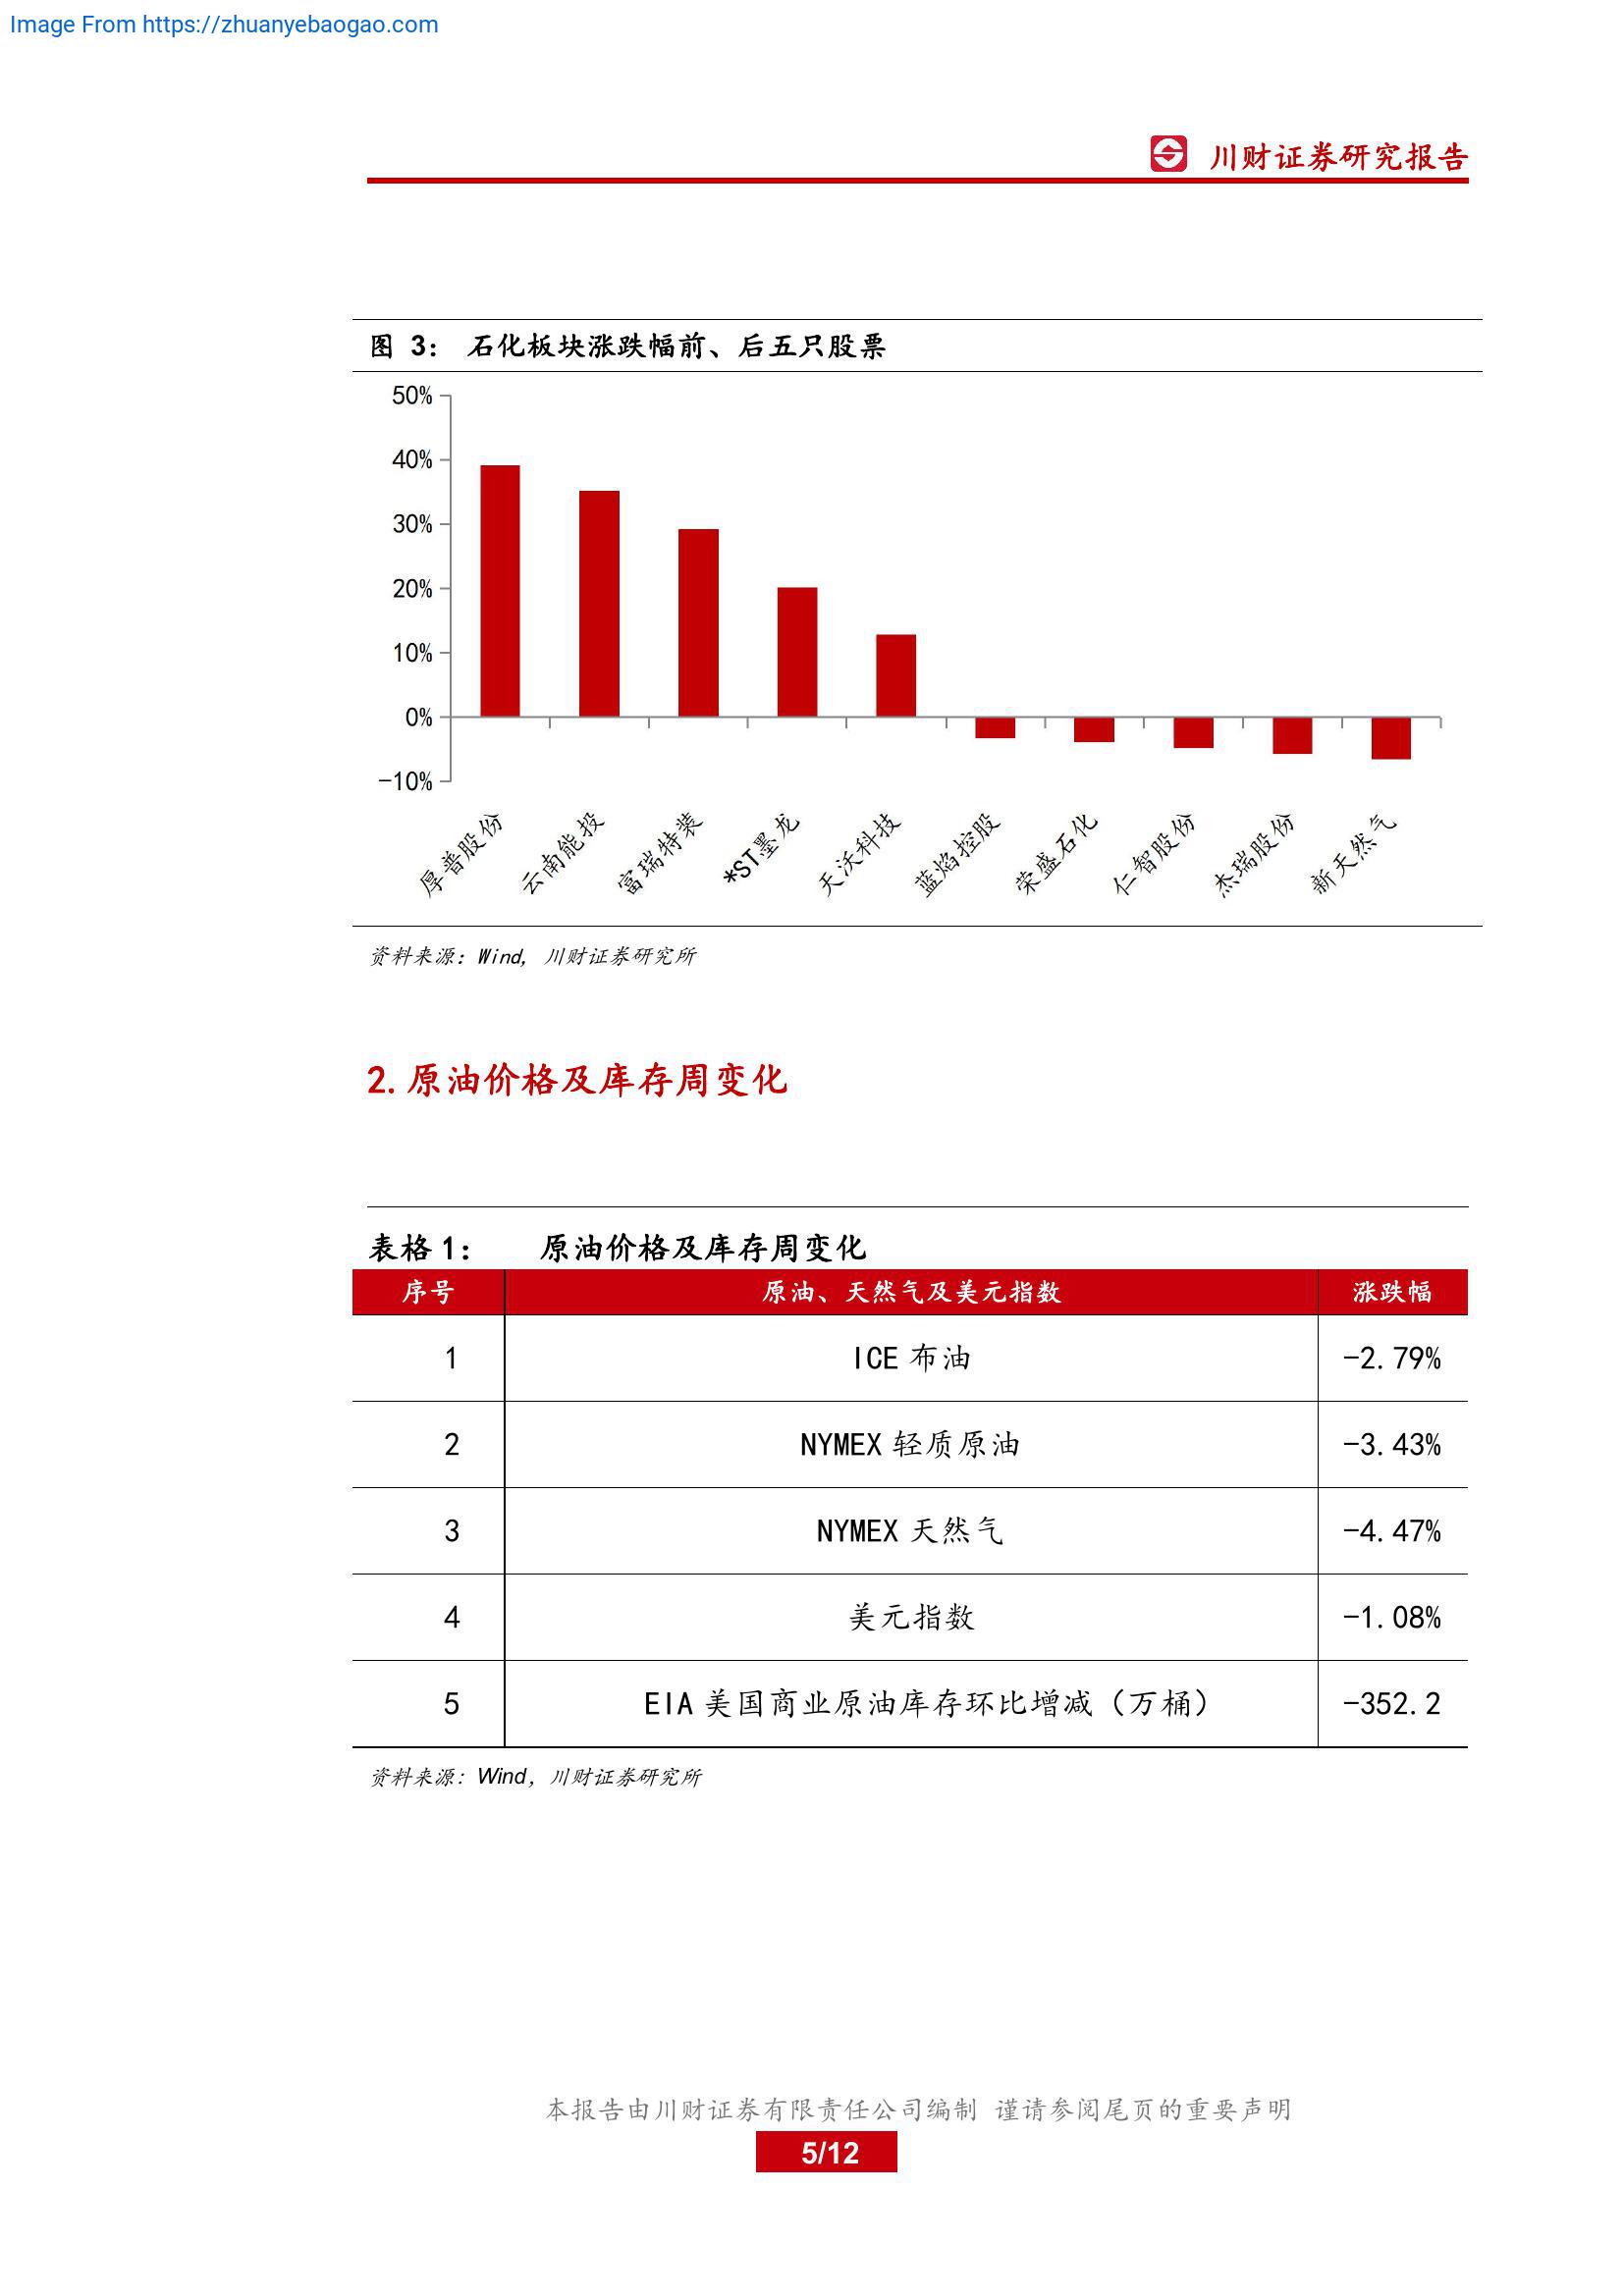 Image From https://zhuanyebaogao.com
川财证券研究报告
图 3： 石化板块涨跌幅前、后五只股票
50%
40%
30%
20%
10%
0%
-10%
厚普股份 云南能投 富瑞特装 *ST墨龙 天沃科技 蓝焰控股 荣盛石化 仁智股份 杰瑞股份 新天然气
资料来源：Wind, 川财证券研究所
2.原油价格及库存周变化
表格 1： 原油价格及库存周变化
序号 原油、天然气及美元指数 涨跌幅
1 ICE 布油 -2.79%
2 NYMEX 轻质原油 -3.43%
3 NYMEX 天然气 -4.47%
4 美元指数 -1.08%
5 EIA 美国商业原油库存环比增减（万桶） -352.2
资料来源：Wind，川财证券研究所
本报告由川财证券有限责任公司编制 谨请参阅尾页的重要声明
5/12